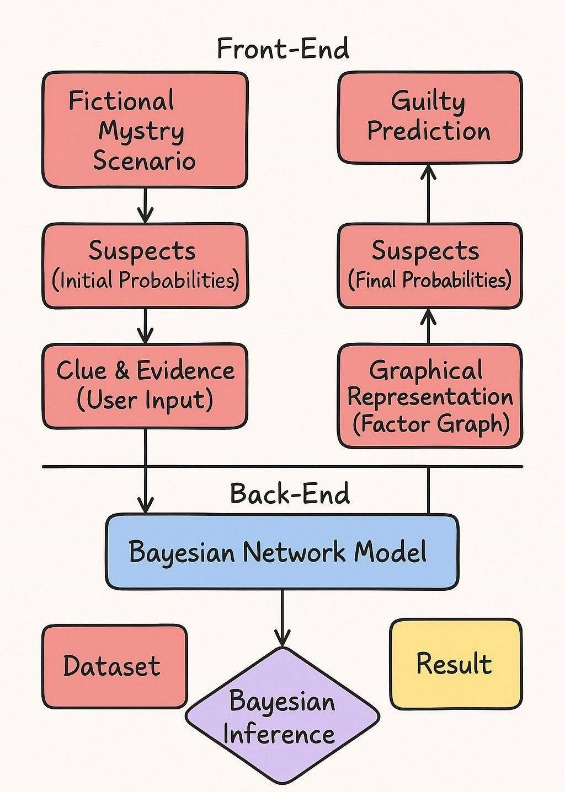 Front-End
Fictional
Mystry
Scenario
Suspects
(Initial Probabilities)
Clue & Evidence
(User Input)
Guilty
Prediction
Suspects
(Final Probabilities)
Graphical
Representation
(Factor Graph)
Back-End
Bayesian Network Model
Dataset
Bayesian
Inference
Result